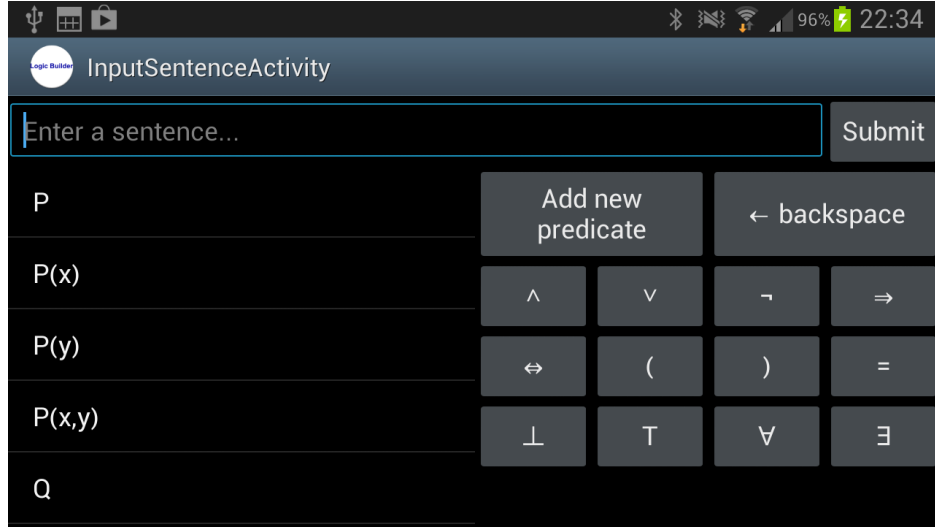 96% 22:34
Logic Builder InputSentenceActivity
Enter a sentence... Submit
P
P(x)
P(y)
P(x,y)
Q
Add new
predicate
← backspace
∧ ∨ ¬ ⇒
⇔ ( ) =
⊥ T ∀ ∃